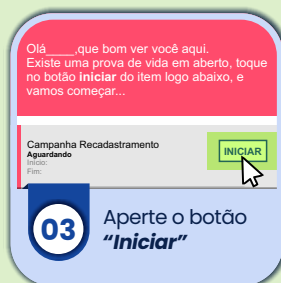 Olá____,que bom ver você aqui.
Existe uma prova de vida em aberto, toque
no botão iniciar do item logo abaixo, e
vamos começar...
Campanha Recadastramento
Aguardando
Início:
Fim:
INICIAR
03
Aperte o botão
“Iniciar”